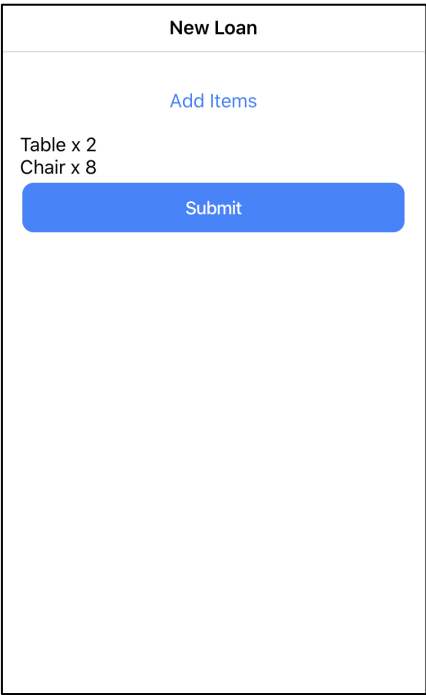 New Loan
Add Items
Table x 2
Chair x 8
Submit